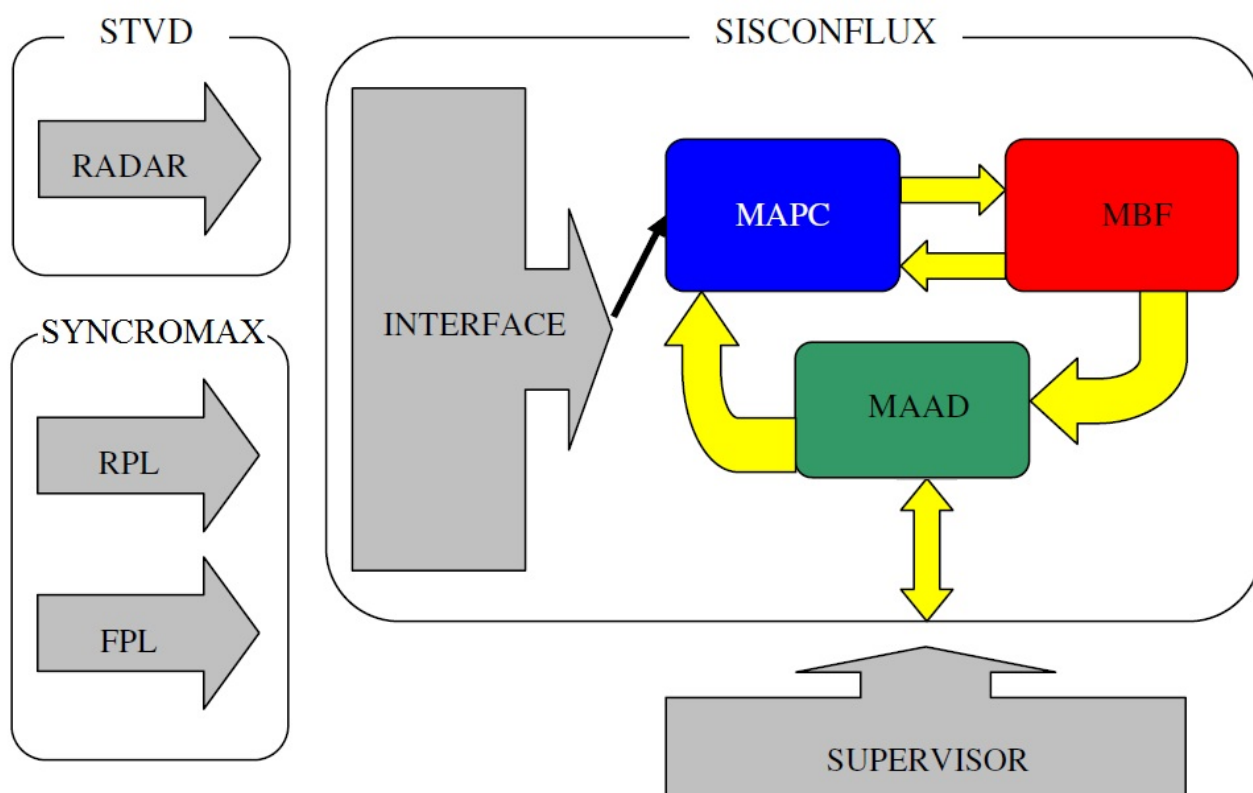 STVD
RADAR
SYNCROMAX
RPL
FPL
SISCONFLUX
INTERFACE
MAPC
MBF
MAAD
SUPERVISOR